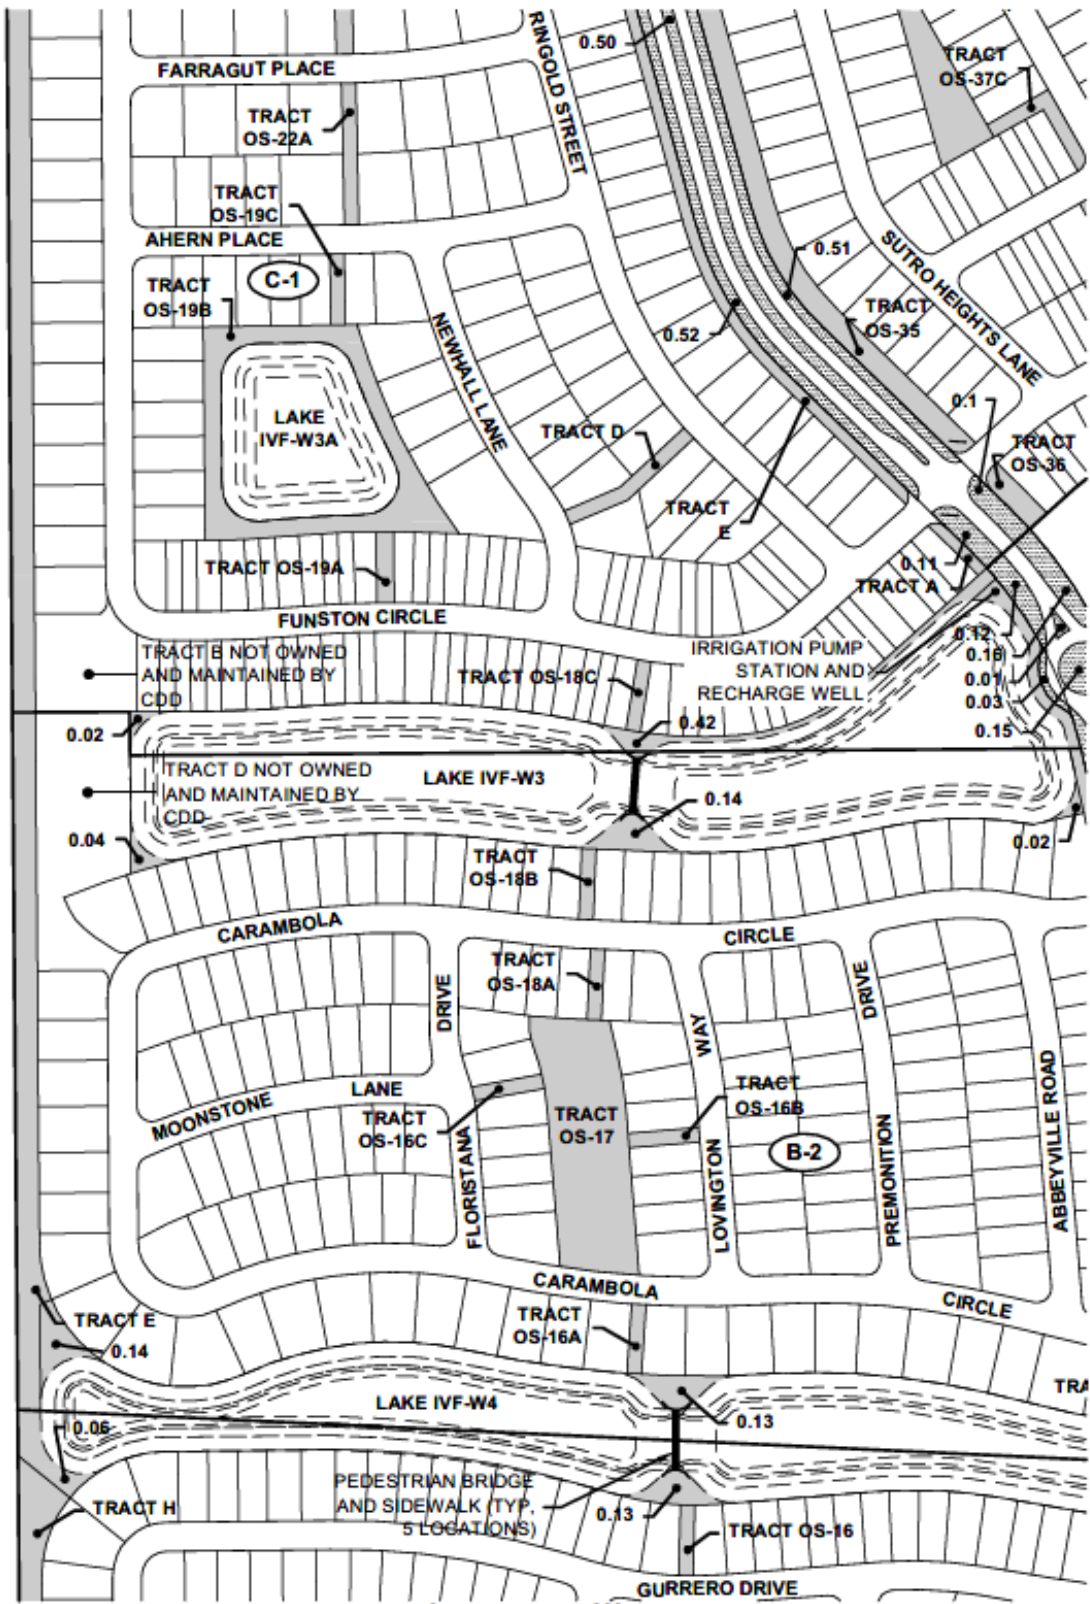 0.50
RINGOLD STREET
TRACT
OS-37C
FARRAGUT PLACE
TRACT
OS-22A
TRACT
OS-19C
AHERN PLACE
C-1
TRACT
OS-19B
0.51
SUTRO HEIGHTS LANE
TRACT
OS-35
0.52
NEWHALL LANE
LAKE
IVF-W3A
0.1
TRACT D
TRACT
OS-36
TRACT
E
TRACT OS-19A
0.11
TRACT A
FUNSTON CIRCLE
0.12
0.16
0.01
0.03
0.15
IRRIGATION PUMP
STATION AND
RECHARGE WELL
TRACT B NOT OWNED
AND MAINTAINED BY
CDD
TRACT OS-18C
0.02
0.42
TRACT D NOT OWNED
AND MAINTAINED BY
CDD
LAKE IVF-W3
0.14
0.04
0.02
TRACT
OS-18B
CARAMBOLA
CIRCLE
TRACT
OS-18A
DRIVE
WAY
DRIVE
MOONSTONE
LANE
TRACT
OS-16C
TRACT
OS-17
TRACT
OS-16B
B-2
FLORISTANA
LOVINGTON
PREMONITION
ABBEYVILLE ROAD
CARAMBOLA
CIRCLE
TRACT E
0.14
TRACT
OS-16A
TRA
LAKE IVF-W4
0.13
0.06
PEDESTRIAN BRIDGE
AND SIDEWALK (TYP,
5 LOCATIONS)
0.13
TRACT H
TRACT OS-16
GURRERO DRIVE